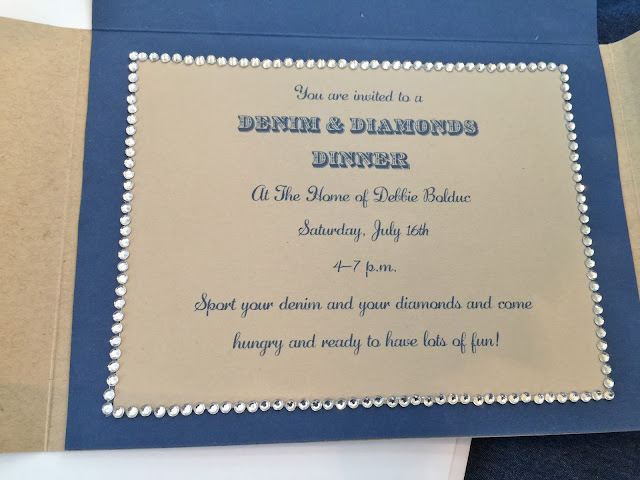 You are invited to a
DENIM & DIAMONDS
DINNER
At The Home of Debbie Bolduc
Saturday, July 16th
4–7 p.m.
Sport your denim and your diamonds and come
hungry and ready to have lots of fun!